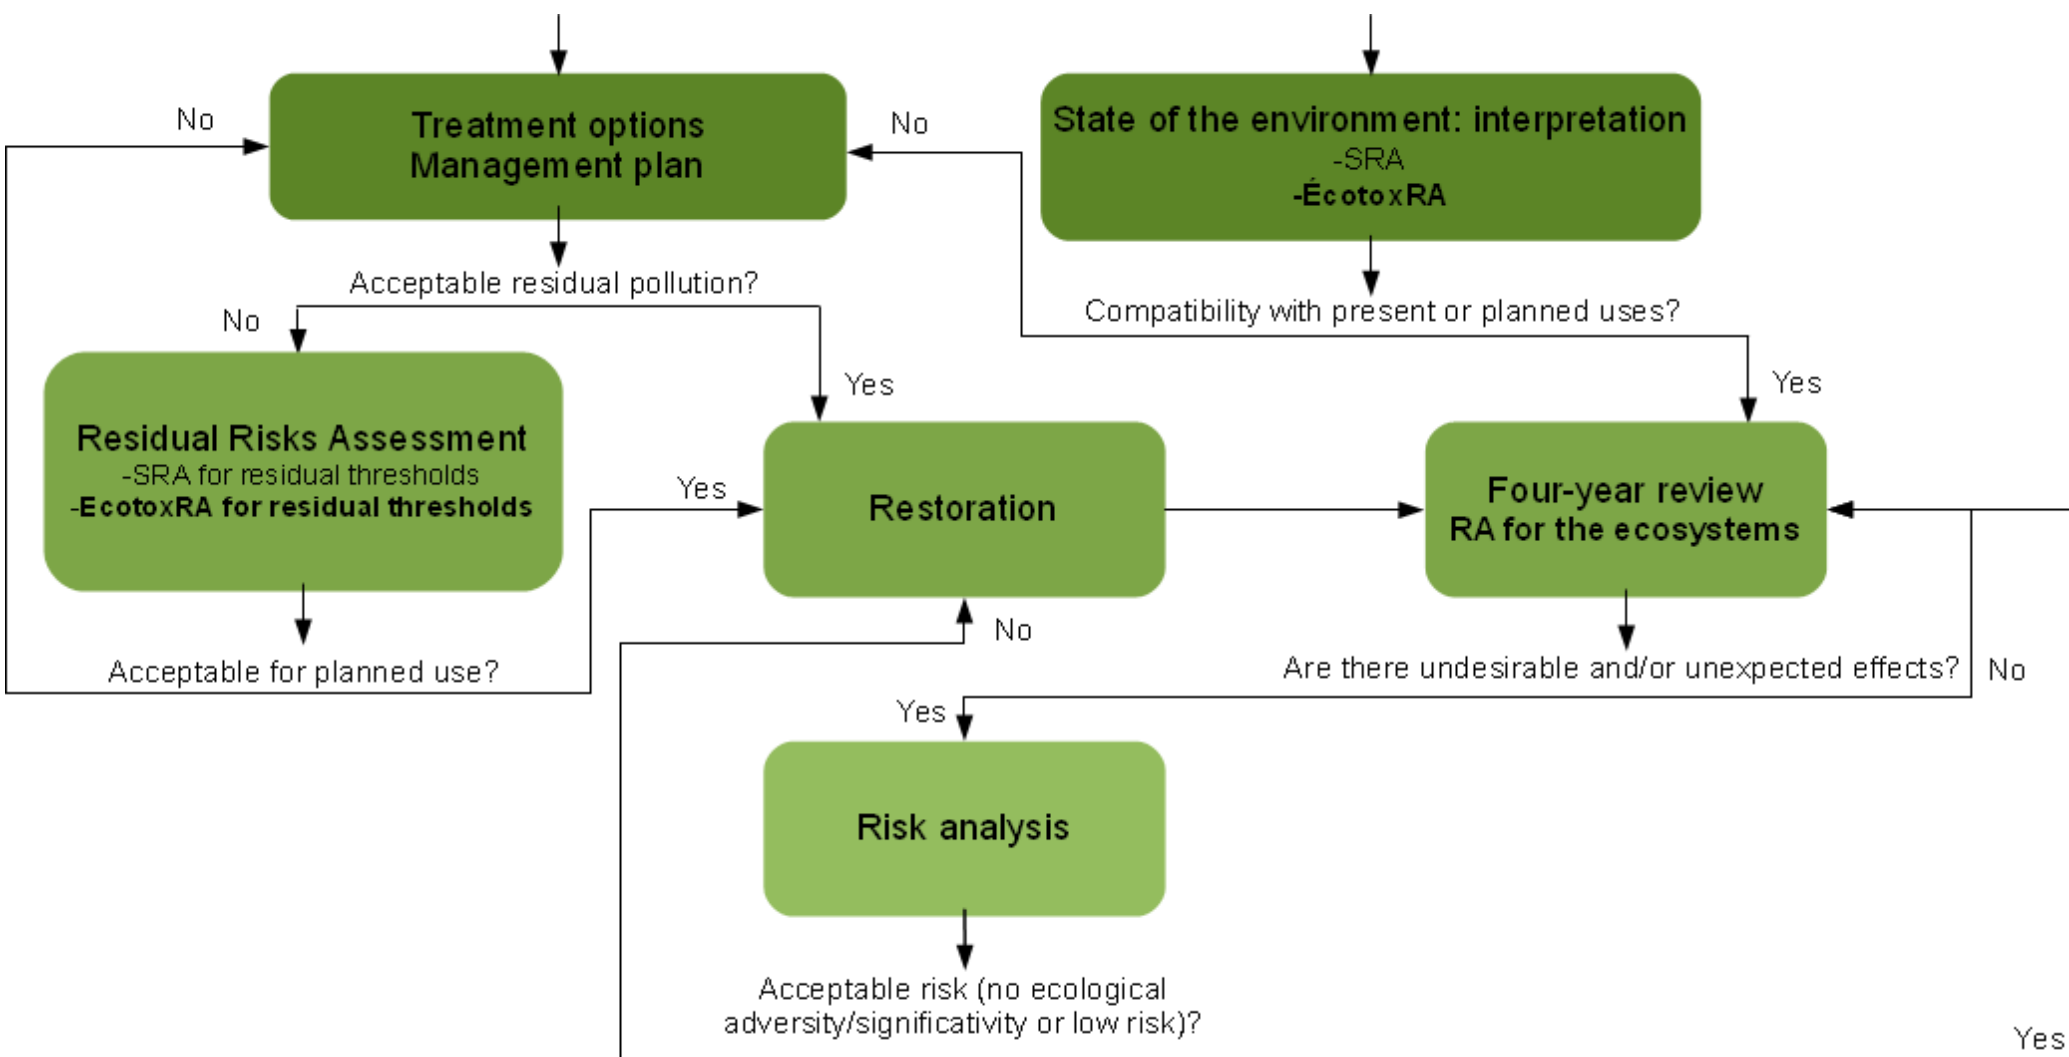 No
Treatment options
Management plan
No
State of the environment: interpretation
-SRA
-ÉcotoxRA
Acceptable residual pollution?
Compatibility with present or planned uses?
No
Yes
Yes
Residual Risks Assessment
-SRA for residual thresholds
-EcotoxRA for residual thresholds
Yes
Restoration
Four-year review
RA for the ecosystems
No
Acceptable for planned use?
Are there undesirable and/or unexpected effects?
No
Yes
Risk analysis
Acceptable risk (no ecological
adversity/significativity or low risk)?
Yes